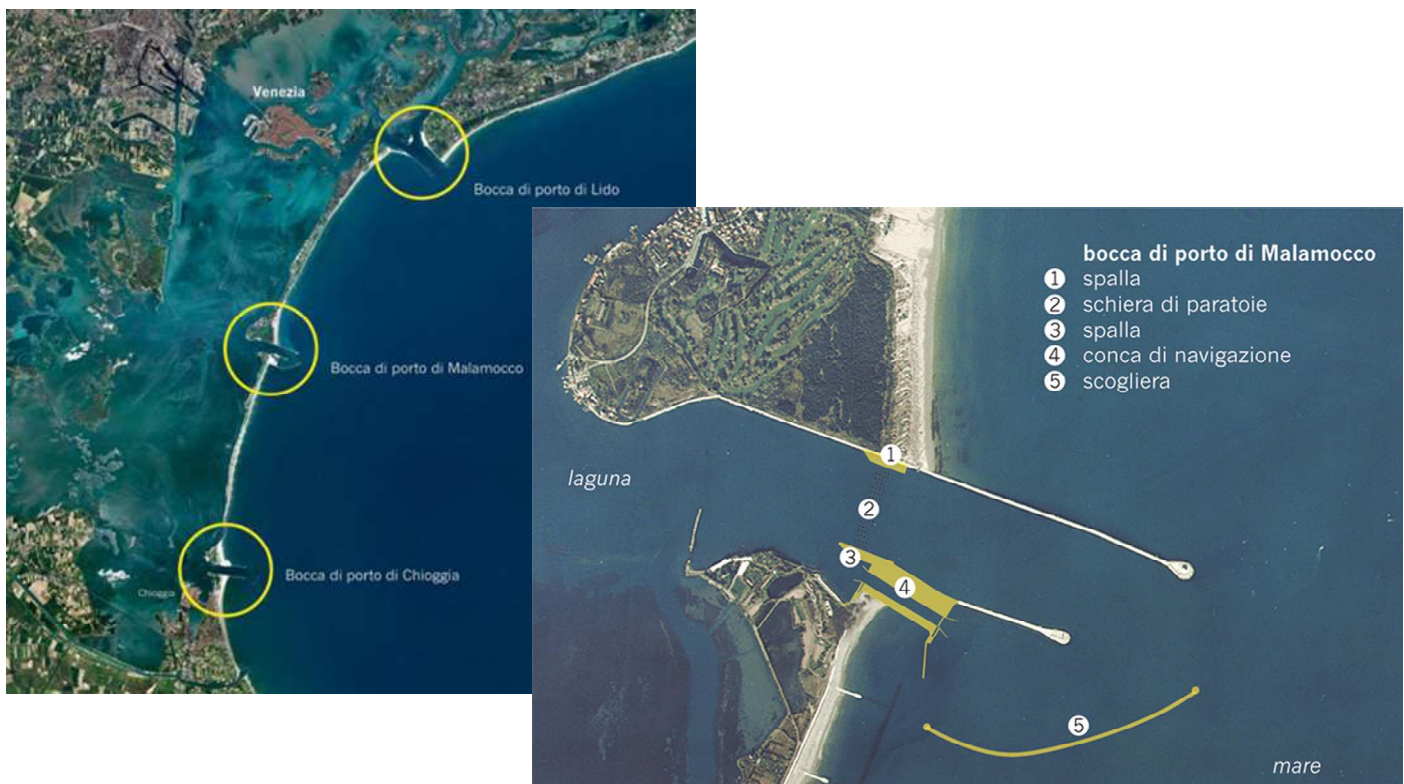 Venezia
Bocca di porto di Lido
Bocca di porto di Malamocco
Bocca di porto di Chioggia
Chioggia
bocca di porto di Malamocco
1 spalla
2 schiera di paratoie
3 spalla
4 conca di navigazione
5 scogliera
laguna
1
2
3
4
5
mare